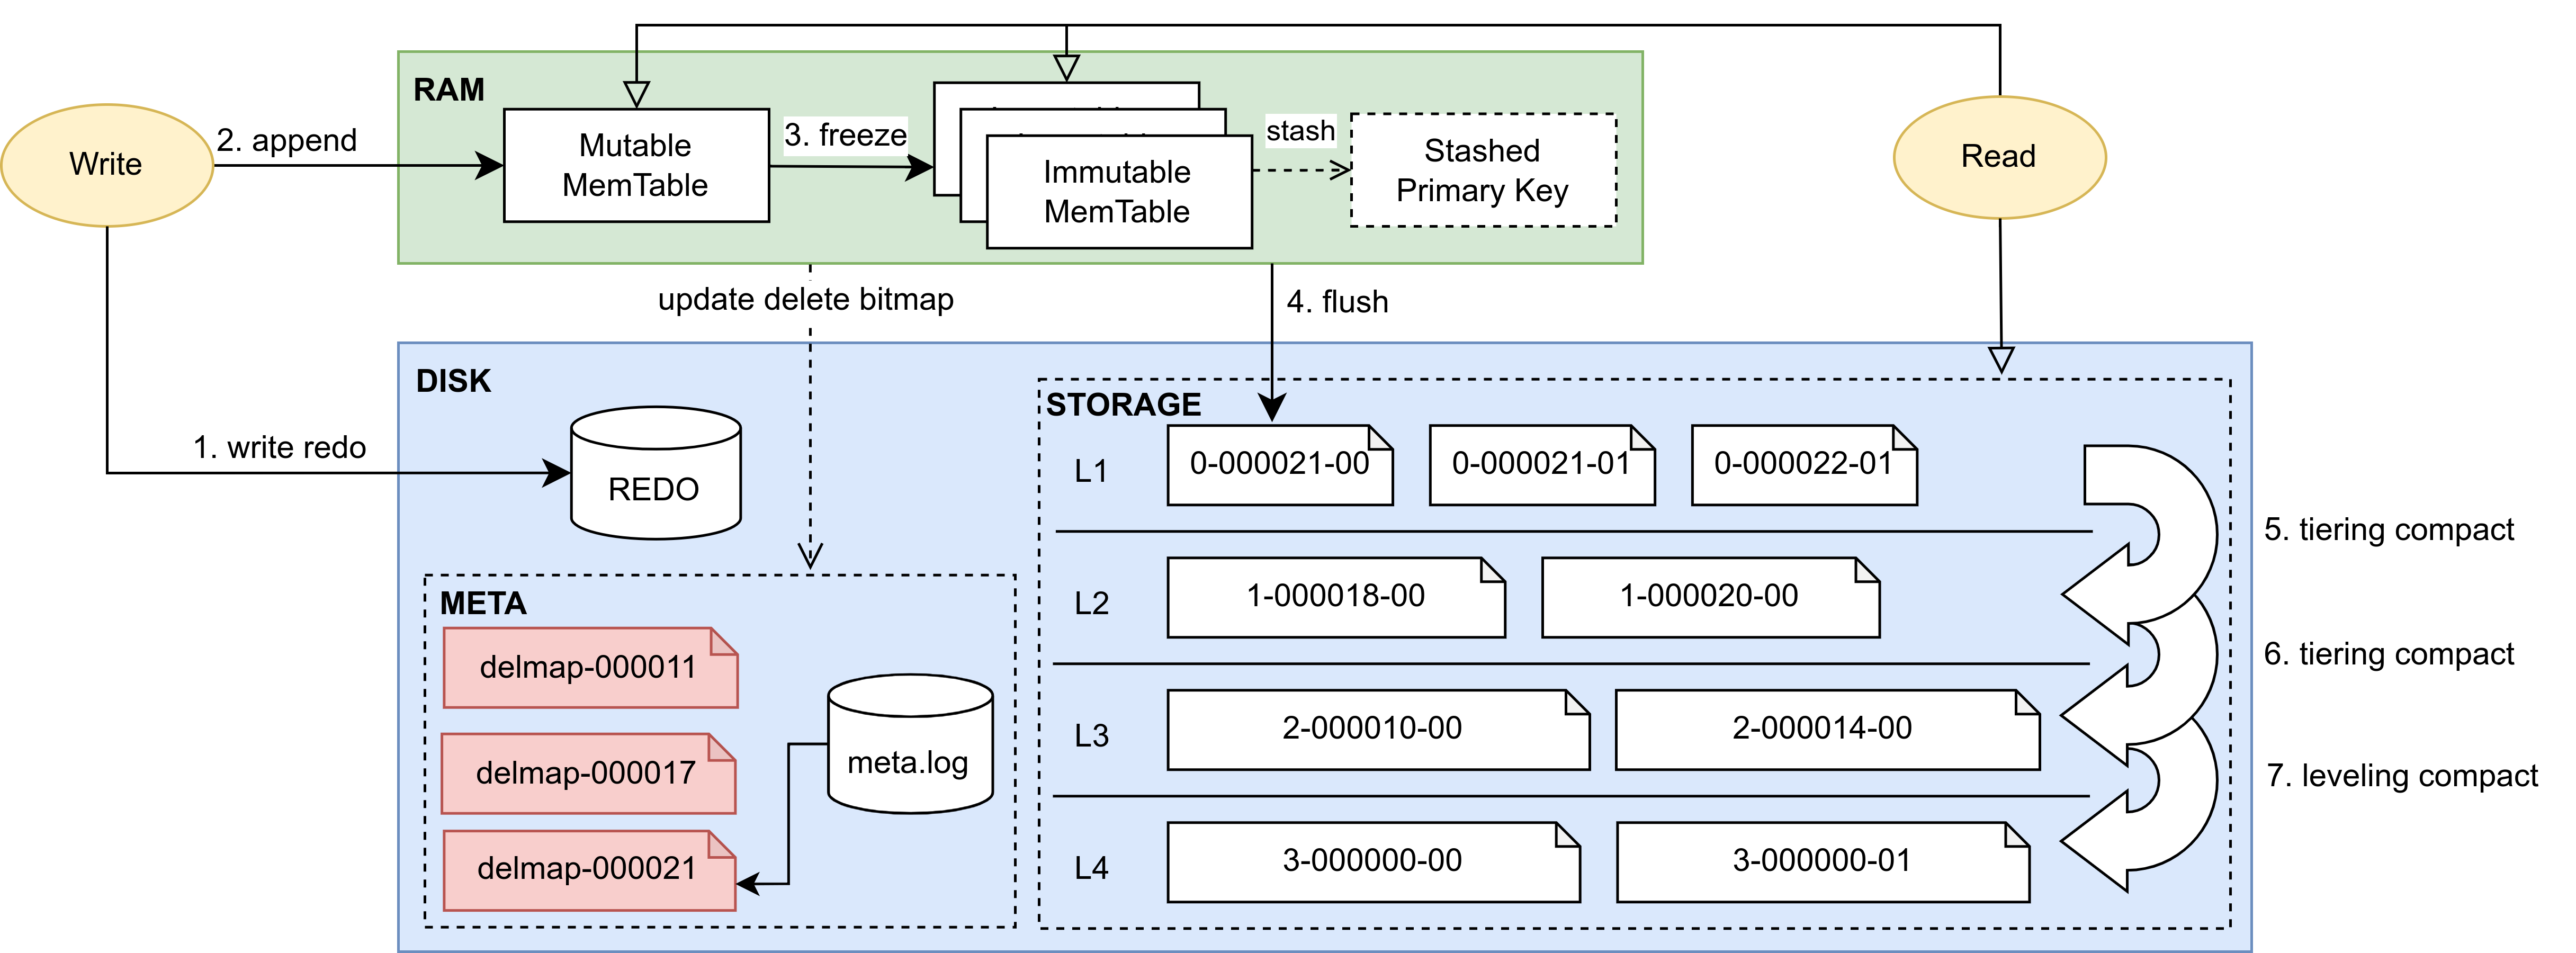 RAM
Write
2. append
Mutable
MemTable
3. freeze
Immutable
MemTable
stash
Stashed
Primary Key
Read
update delete bitmap
4. flush
DISK
1. write redo
REDO
STORAGE
L1
0-000021-00
0-000021-01
0-000022-01
5. tiering compact
L2
1-000018-00
1-000020-00
6. tiering compact
L3
2-000010-00
2-000014-00
7. leveling compact
L4
3-000000-00
3-000000-01
META
delmap-000011
delmap-000017
delmap-000021
meta.log